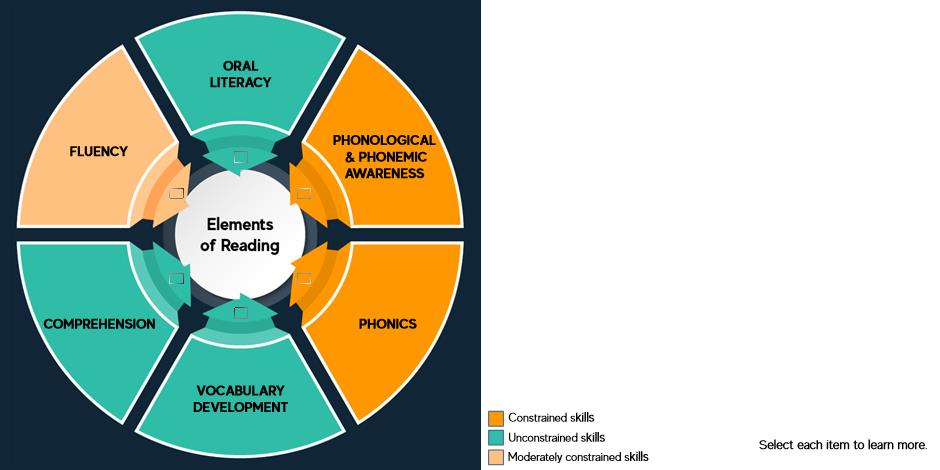 ORAL
LITERACY
PHONOLOGICAL
& PHONEMIC
AWARENESS
FLUENCY
Elements
of Reading
COMPREHENSION
PHONICS
VOCABULARY
DEVELOPMENT
Constrained skills
Unconstrained skills
Moderately constrained skills
Select each item to learn more.